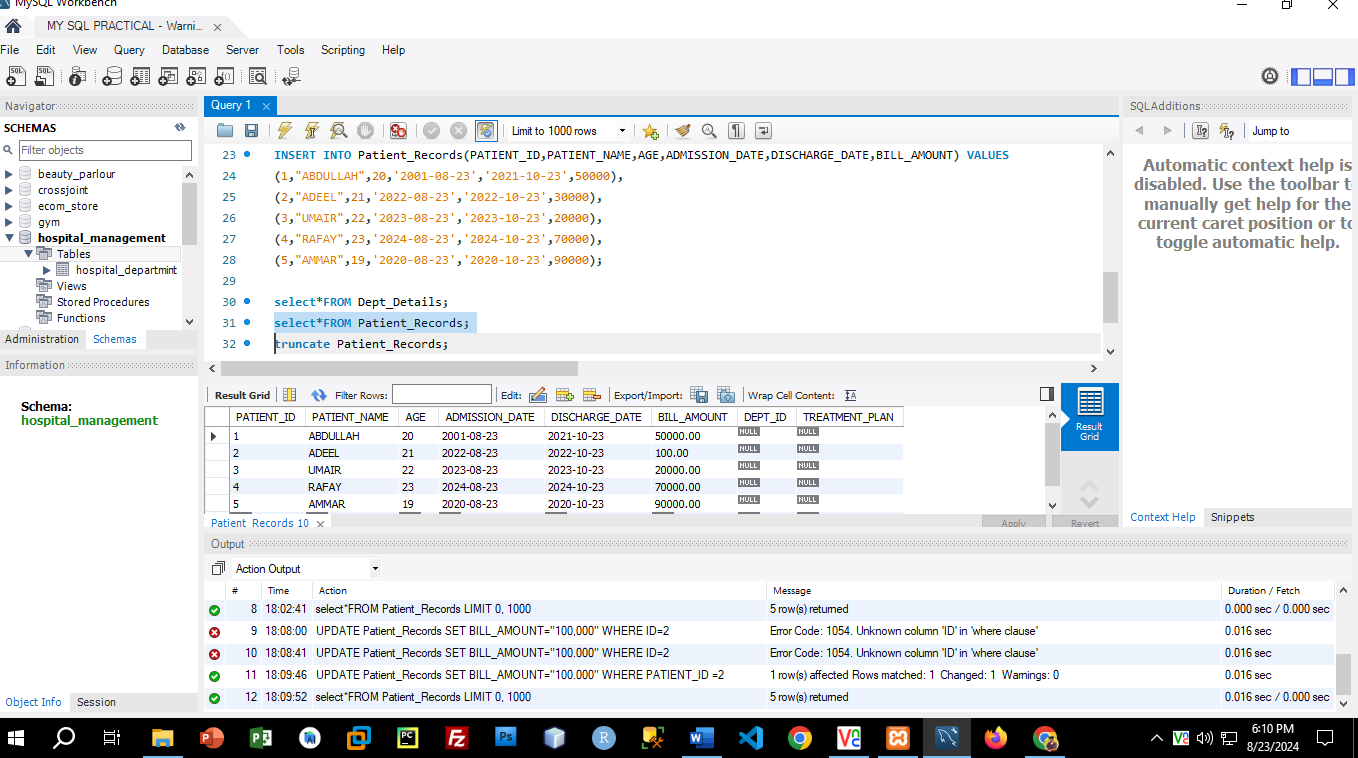 MySQL Workbench
MY SQL PRACTICAL - Warni...
File Edit View Query Database Server Tools Scripting Help
Navigator
SCHEMAS
Filter objects
beauty_parlour
crossjoint
ecom_store
gym
hospital_management
Tables
hospital_departmint
Views
Stored Procedures
Functions
Administration Schemas
Information
Schema:
hospital_management
Object Info Session
Query 1
Limit to 1000 rows
23 INSERT INTO Patient_Records(PATIENT_ID,PATIENT_NAME,AGE,ADMISSION_DATE,DISCHARGE_DATE,BILL_AMOUNT) VALUES
24 (1,"ABDULLAH",20,'2001-08-23','2021-10-23',50000),
25 (2,"ADEEL",21,'2022-08-23','2022-10-23',30000),
26 (3,"UMAIR",22,'2023-08-23','2023-10-23',20000),
27 (4,"RAFAY",23,'2024-08-23','2024-10-23',70000),
28 (5,"AMMAR",19,'2020-08-23','2020-10-23',90000);
29
30 select*FROM Dept_Details;
31 select*FROM Patient_Records;
32 truncate Patient_Records;
Result Grid Filter Rows: Edit: Export/Import: Wrap Cell Content:
PATIENT_ID PATIENT_NAME AGE ADMISSION_DATE DISCHARGE_DATE BILL_AMOUNT DEPT_ID TREATMENT_PLAN
1 ABDULLAH 20 2001-08-23 2021-10-23 50000.00 NULL NULL
2 ADEEL 21 2022-08-23 2022-10-23 100.00 NULL NULL
3 UMAIR 22 2023-08-23 2023-10-23 20000.00 NULL NULL
4 RAFAY 23 2024-08-23 2024-10-23 70000.00 NULL NULL
5 AMMAR 19 2020-08-23 2020-10-23 90000.00 NULL NULL
Result
Grid
Patient_Records 10
Apply Revert
SQLAdditions
Jump to
Automatic context help is
disabled. Use the toolbar t
manually get help for the
current caret position or to
toggle automatic help.
Context Help Snippets
Output
Action Output
# Time Action Message Duration / Fetch
8 18:02:41 select*FROM Patient_Records LIMIT 0, 1000 5 row(s) returned 0.000 sec / 0.000 sec
9 18:08:00 UPDATE Patient_Records SET BILL_AMOUNT="100,000" WHERE ID=2 Error Code: 1054. Unknown column 'ID' in 'where clause' 0.016 sec
10 18:08:41 UPDATE Patient_Records SET BILL_AMOUNT="100.000" WHERE ID=2 Error Code: 1054. Unknown column 'ID' in 'where clause' 0.016 sec
11 18:09:46 UPDATE Patient_Records SET BILL_AMOUNT="100.000" WHERE PATIENT_ID =2 1 row(s) affected Rows matched: 1 Changed: 1 Warnings: 0 0.016 sec
12 18:09:52 select*FROM Patient_Records LIMIT 0, 1000 5 row(s) returned 0.016 sec / 0.000 sec
6:10 PM
8/23/2024